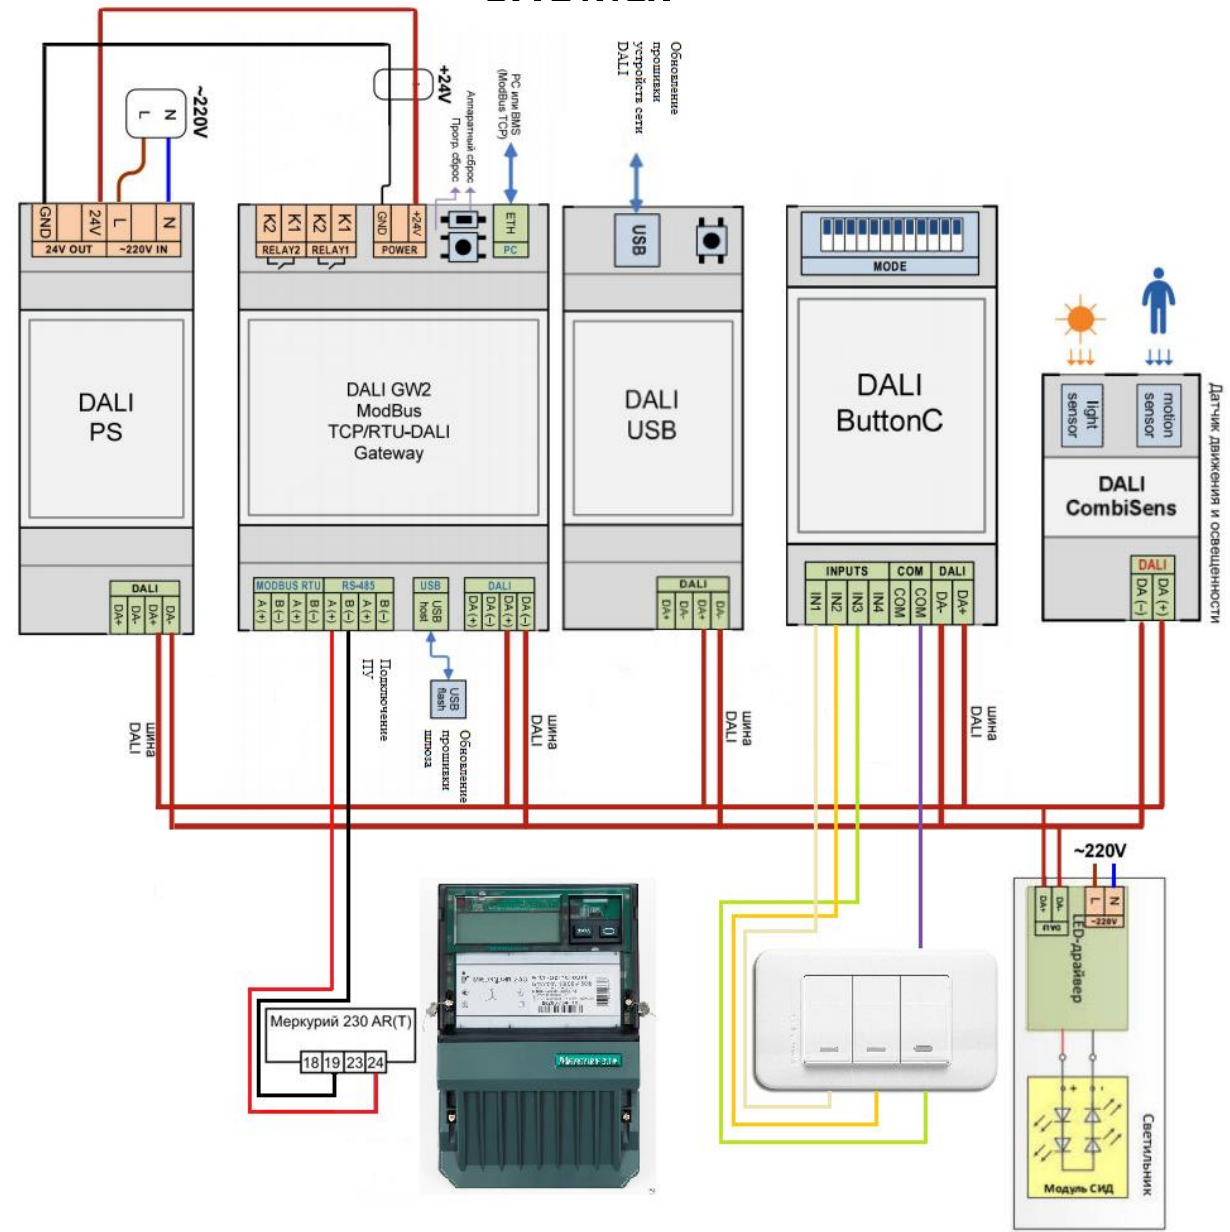 ~220V
L
N
+24V
Аппаратный сброс
Прогр. сброс
PC или BMS
(ModBus TCP)
Обновление
прошивки
устройств сети
DALI
GND
24V
L
N
24V OUT
~220V IN
DALI
PS
DALI
DA+
DA-
DA+
DA-
K2
K1
K2
K1
GND
+24V
ETH
RELAY2
RELAY1
POWER
PC
DALI GW2
ModBus
TCP/RTU-DALI
Gateway
MODBUS RTU
RS-485
USB
DALI
A (+)
B (–)
A (+)
B (–)
A (+)
B (–)
A (+)
B (–)
USB
host
DA (+)
DA (–)
DA (+)
DA (–)
USB
DALI
USB
DALI
DA+
DA-
DA+
DA-
MODE
DALI
ButtonC
INPUTS
COM
DALI
IN1
IN2
IN3
IN4
COM
COM
DA-
DA+
light
sensor
motion
sensor
DALI
CombiSens
DALI
DA (–)
DA (+)
Датчик движения и освещенности
шина
DALI
Подключение
ПУ
USB
flash
Обновление
прошивки
шлюза
шина
DALI
шина
DALI
шина
DALI
~220V
Меркурий 230 AR(T)
18
19
23
24
DA+
DA-
DALI
L
N
~220V
LED-драйвер
+
-
Модуль СИД
Светильник